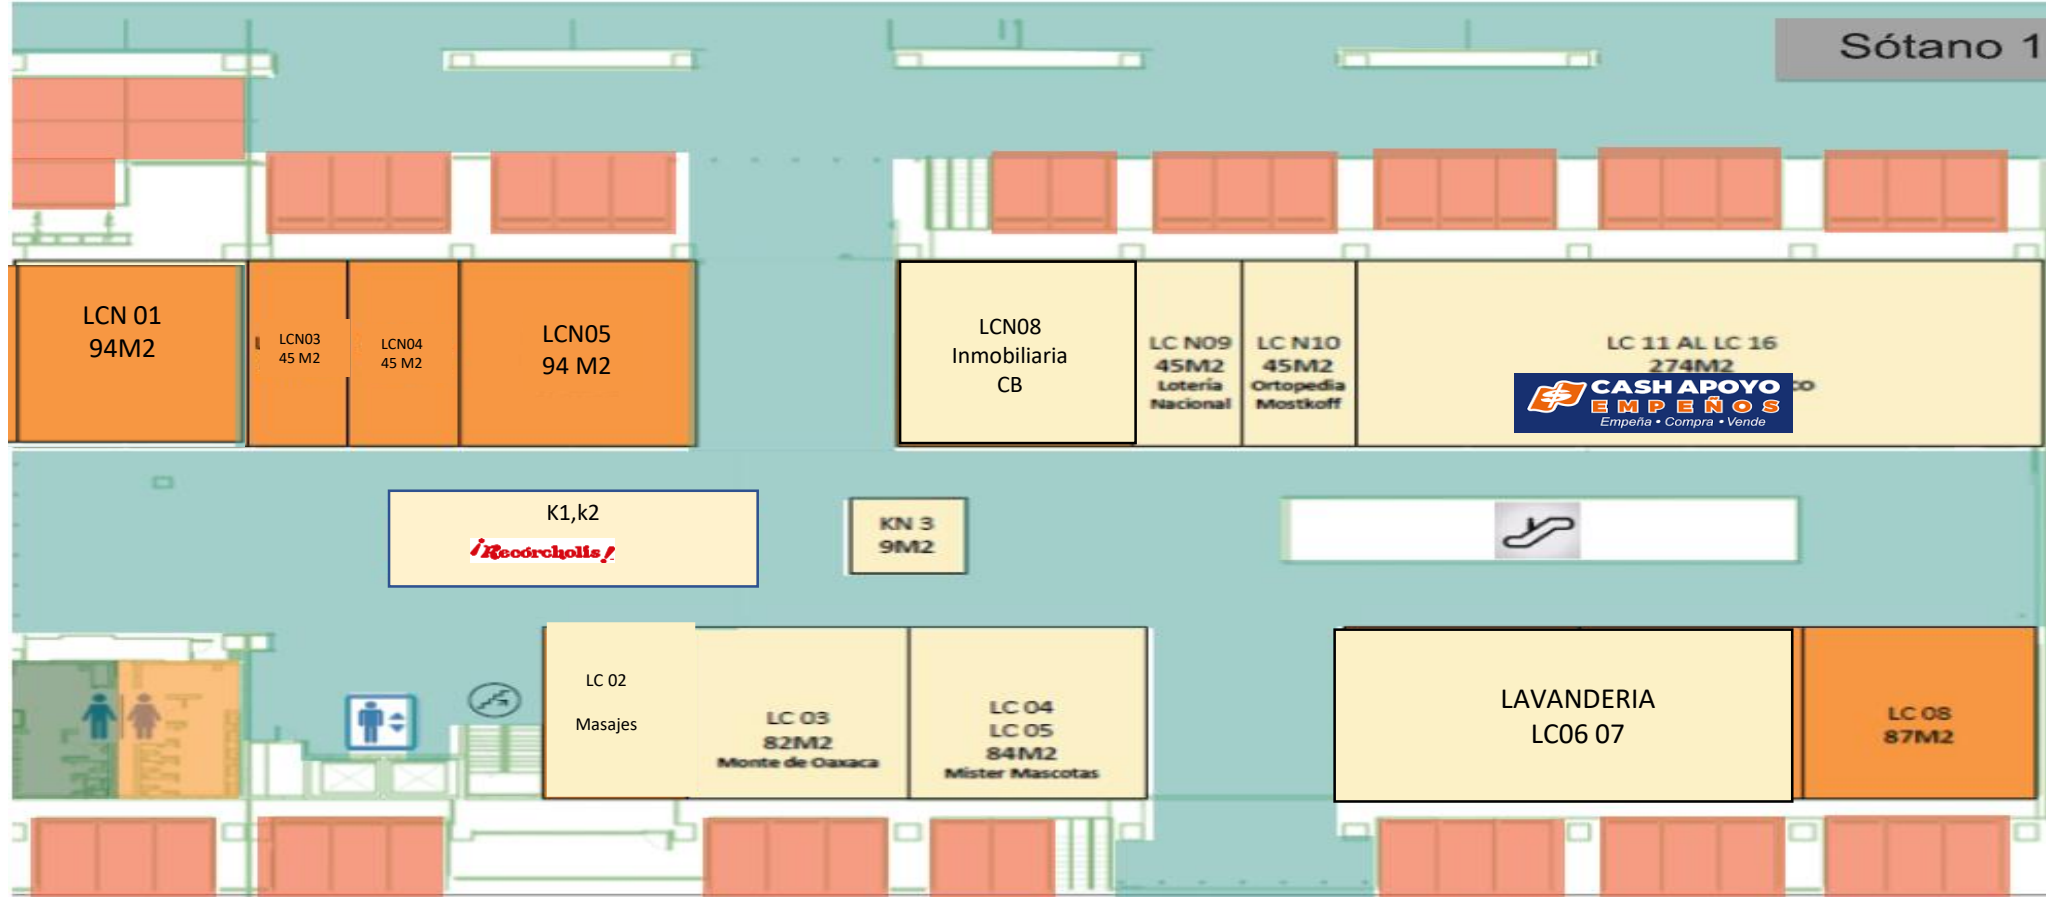 Sótano 1
LCN 01
94M2
LCN03
45 M2
LCN04
45 M2
LCN05
94 M2
LCN08
Inmobiliaria
CB
LC N09
45M2
Lotería
Nacional
LC N10
45M2
Ortopedia
Mostkoff
LC 11 AL LC 16
274M2
CASH APOYO
EMPEÑOS
Empeña • Compra • Vende
K1,k2
¡Recórcholis!
KN 3
9M2
LC 02
Masajes
LC 03
82M2
Monte de Oaxaca
LC 04
LC 05
84M2
Mister Mascotas
LAVANDERIA
LC06 07
LC 08
87M2